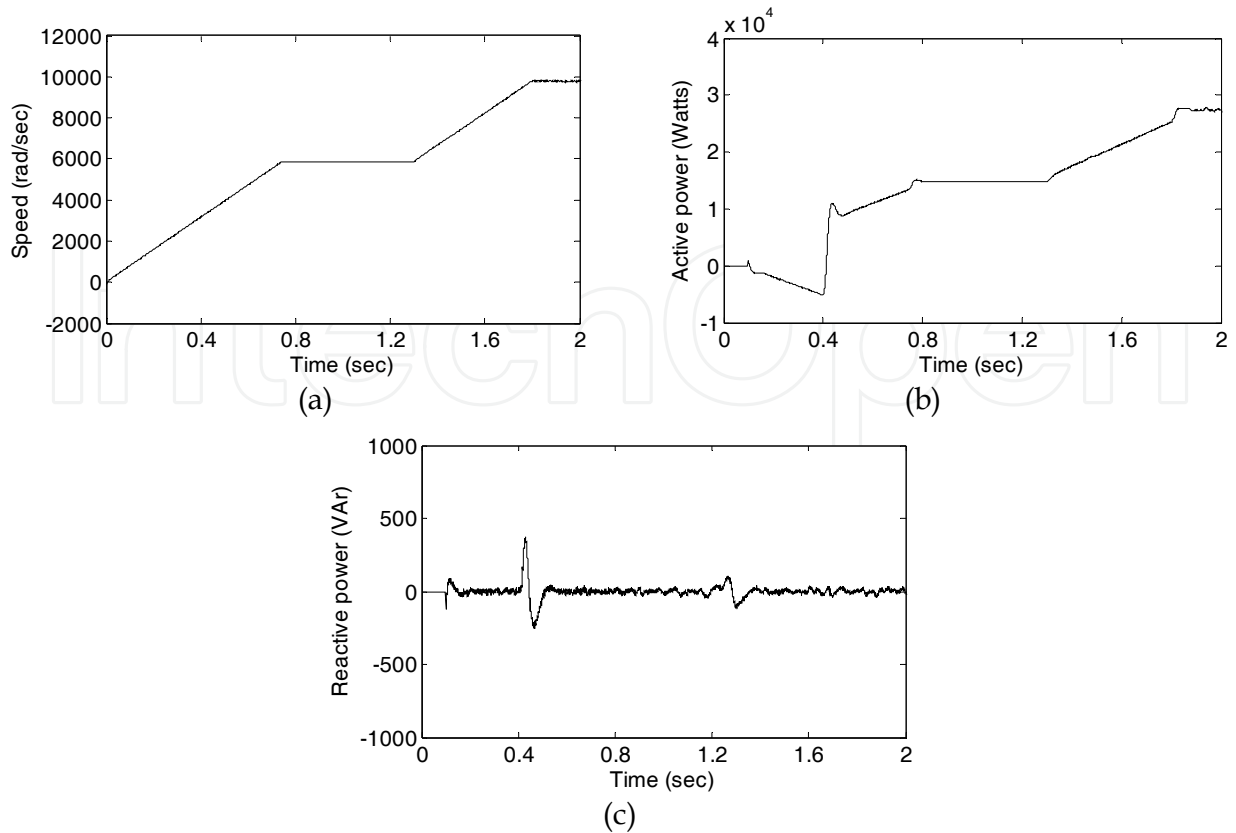 x 10^4
12000
10000
8000
6000
4000
2000
0
-2000
Speed (rad/sec)
0 0.4 0.8 1.2 1.6 2
Time (sec)
(a)
4
3
2
1
0
-1
Active power (Watts)
0 0.4 0.8 1.2 1.6 2
Time (sec)
(b)
IntechOpen
1000
500
0
-500
-1000
Reactive power (VAr)
0 0.4 0.8 1.2 1.6 2
Time (sec)
(c)